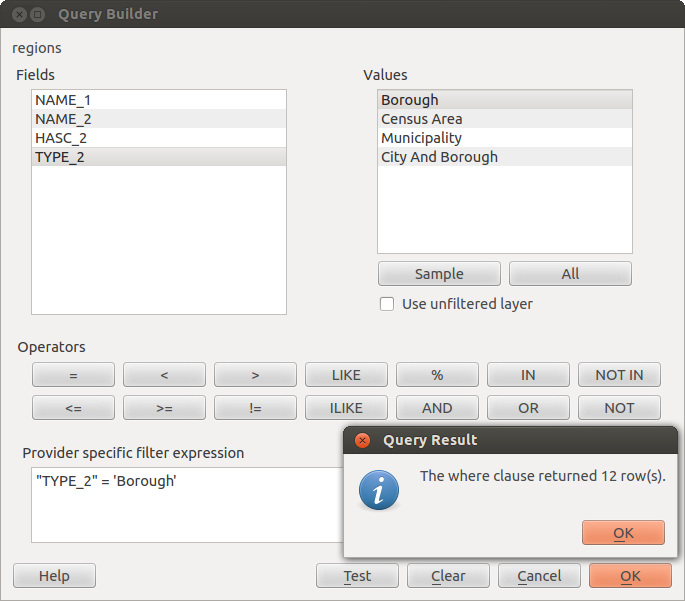 Query Builder
regions
Fields
Values
NAME_1
NAME_2
HASC_2
TYPE_2
Borough
Census Area
Municipality
City And Borough
Sample
All
Use unfiltered layer
Operators
= < > LIKE % IN NOT IN
<= >= != ILIKE AND OR NOT
Provider specific filter expression
"TYPE_2" = 'Borough'
Query Result
The where clause returned 12 row(s).
OK
Help Test Clear Cancel OK